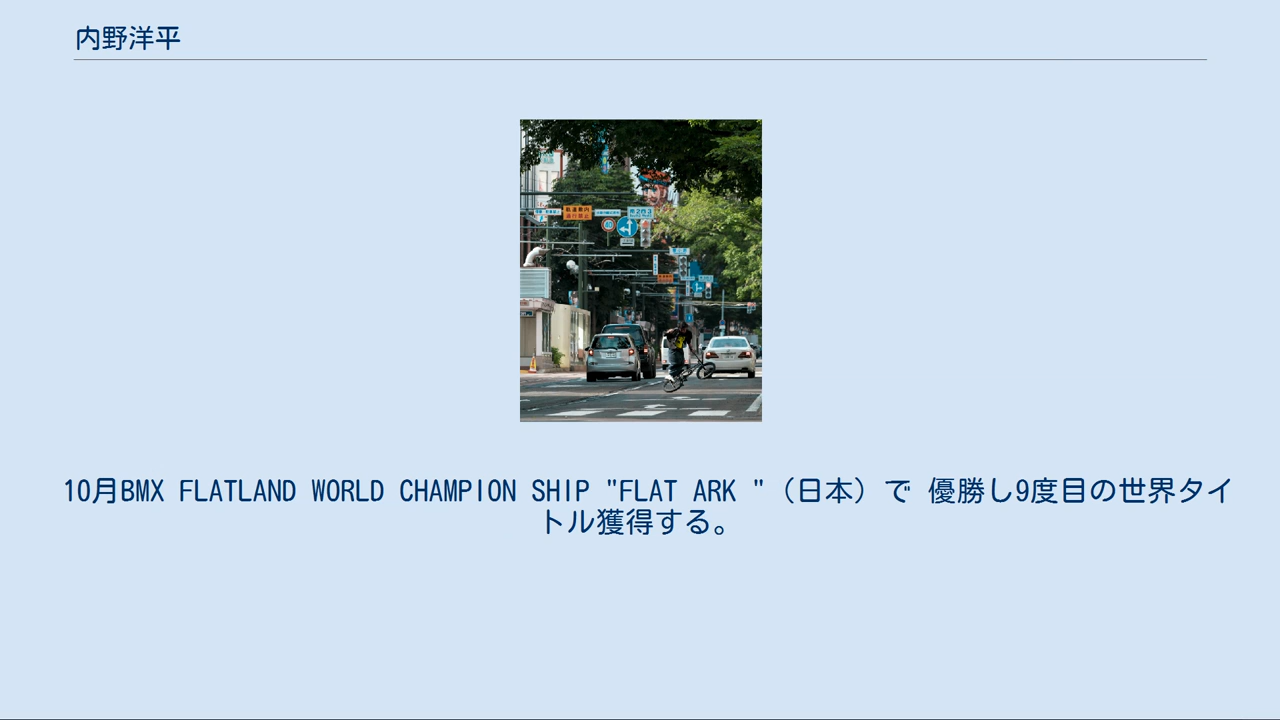 内野洋平
10月BMX FLATLAND WORLD CHAMPION SHIP "FLAT ARK "（日本）で 優勝し9度目の世界タイ
トル獲得する。